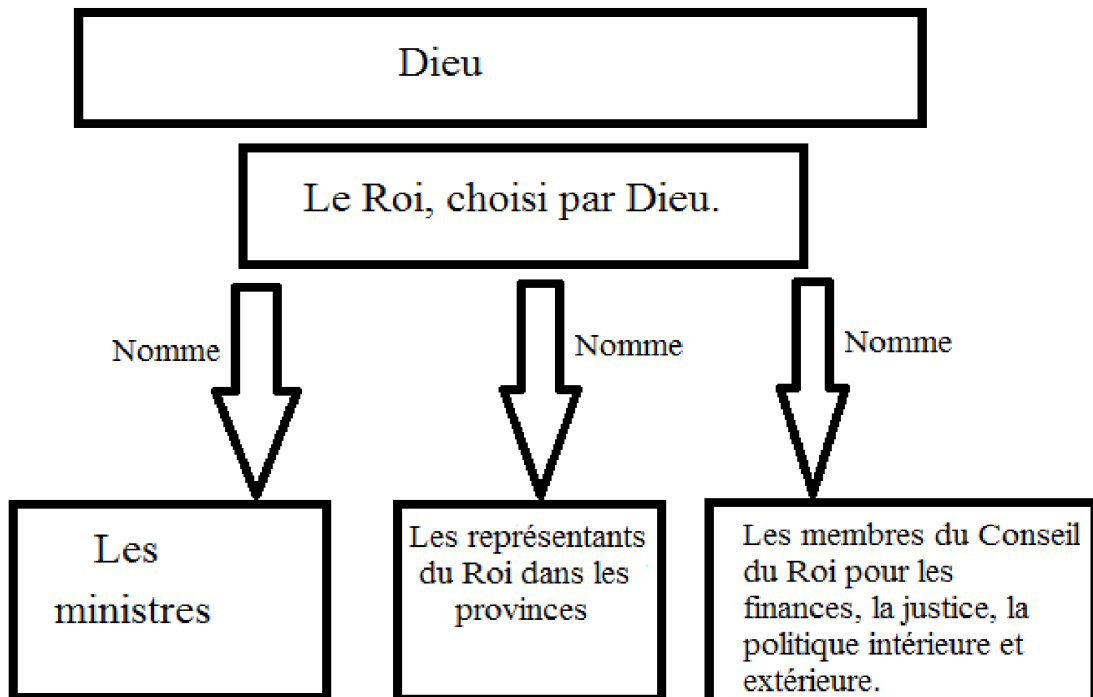 Dieu
Le Roi, choisi par Dieu.
Nomme
Nomme
Nomme
Les
ministres
Les représentants
du Roi dans les
provinces
Les membres du Conseil
du Roi pour les
finances, la justice, la
politique intérieure et
extérieure.